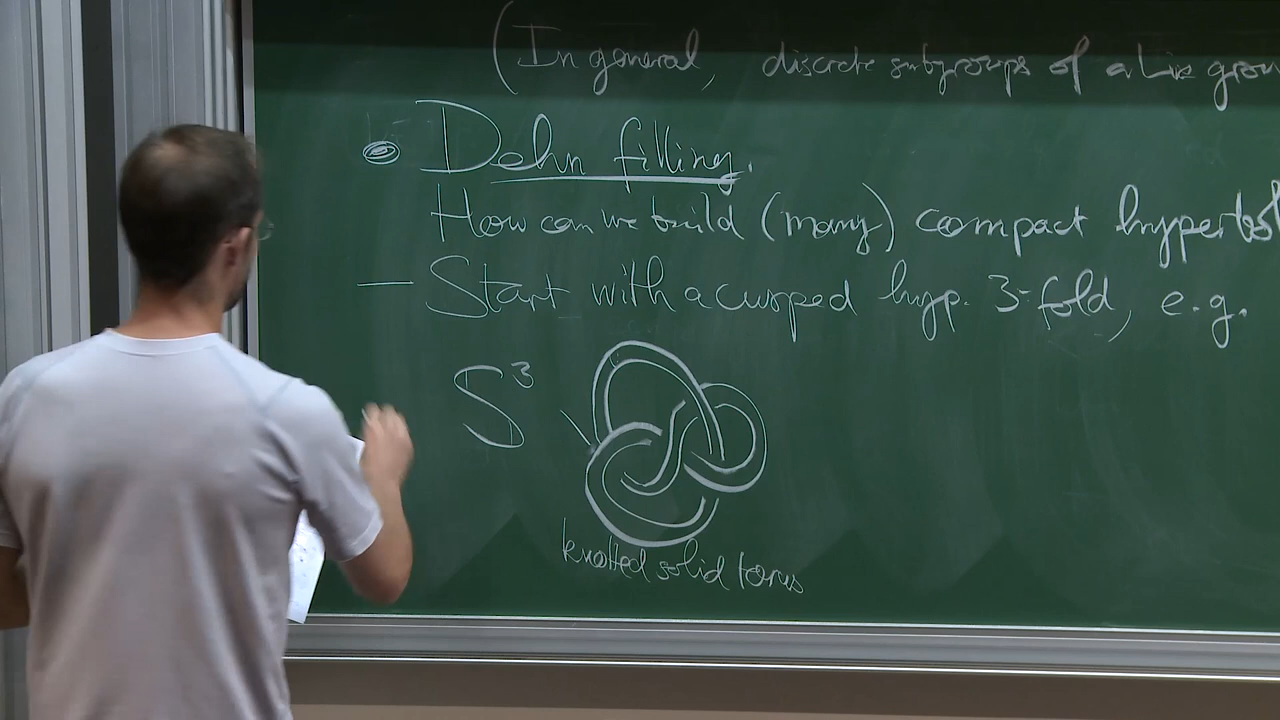 (In general, discrete subgroups of a Lie grou
Dehn filling.
How can we build (many) compact hyperbol
— Start with a cusped hyp. 3-fold, e.g.
S³ \
knotted solid torus